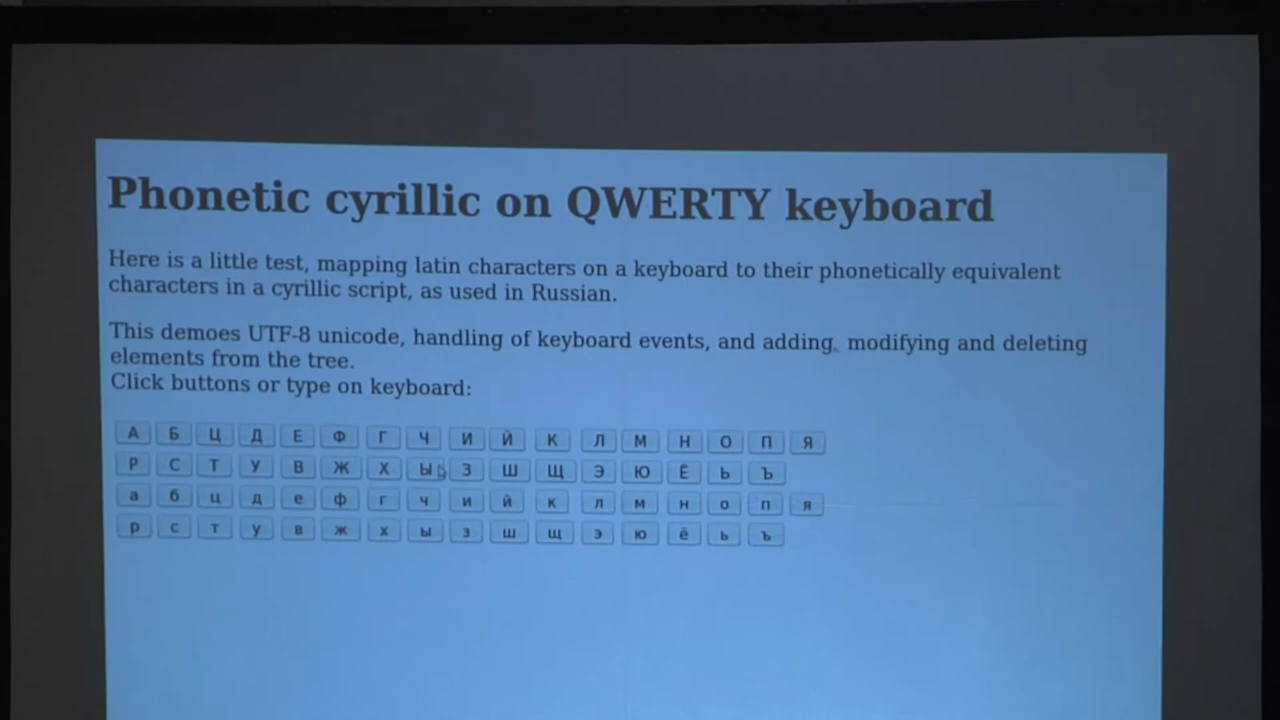 Phonetic cyrillic on QWERTY keyboard
Here is a little test, mapping latin characters on a keyboard to their phonetically equivalent
characters in a cyrillic script, as used in Russian.
This demoes UTF-8 unicode, handling of keyboard events, and adding, modifying and deleting
elements from the tree.
Click buttons or type on keyboard:
А Б Ц Д Е Ф Г Ч И Й К Л М Н О П Я
Р С Т У В Ж Х Ы З Ш Щ Э Ю Ё Ь Ъ
а б ц д е ф г ч и й к л м н о п я
р с т у в ж х ы з ш щ э ю ё ь ъ